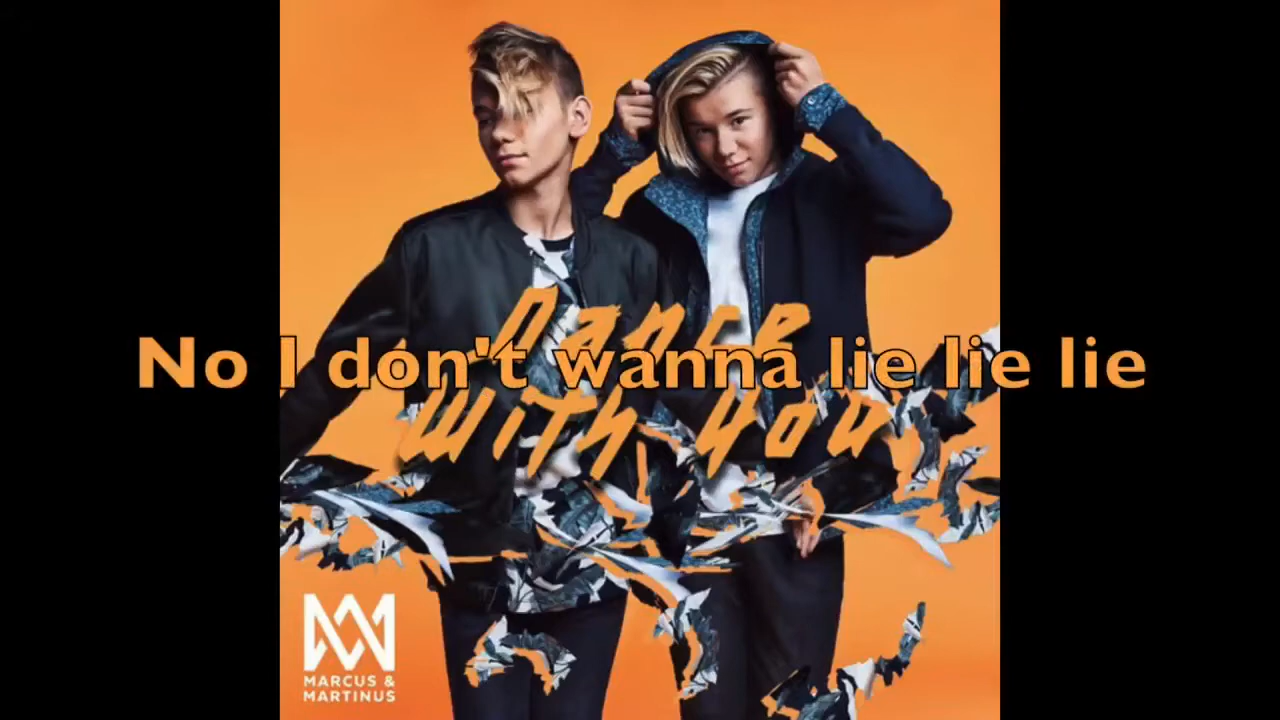 Dance
No I don't wanna lie lie lie
With You
MARCUS &
MARTINUS